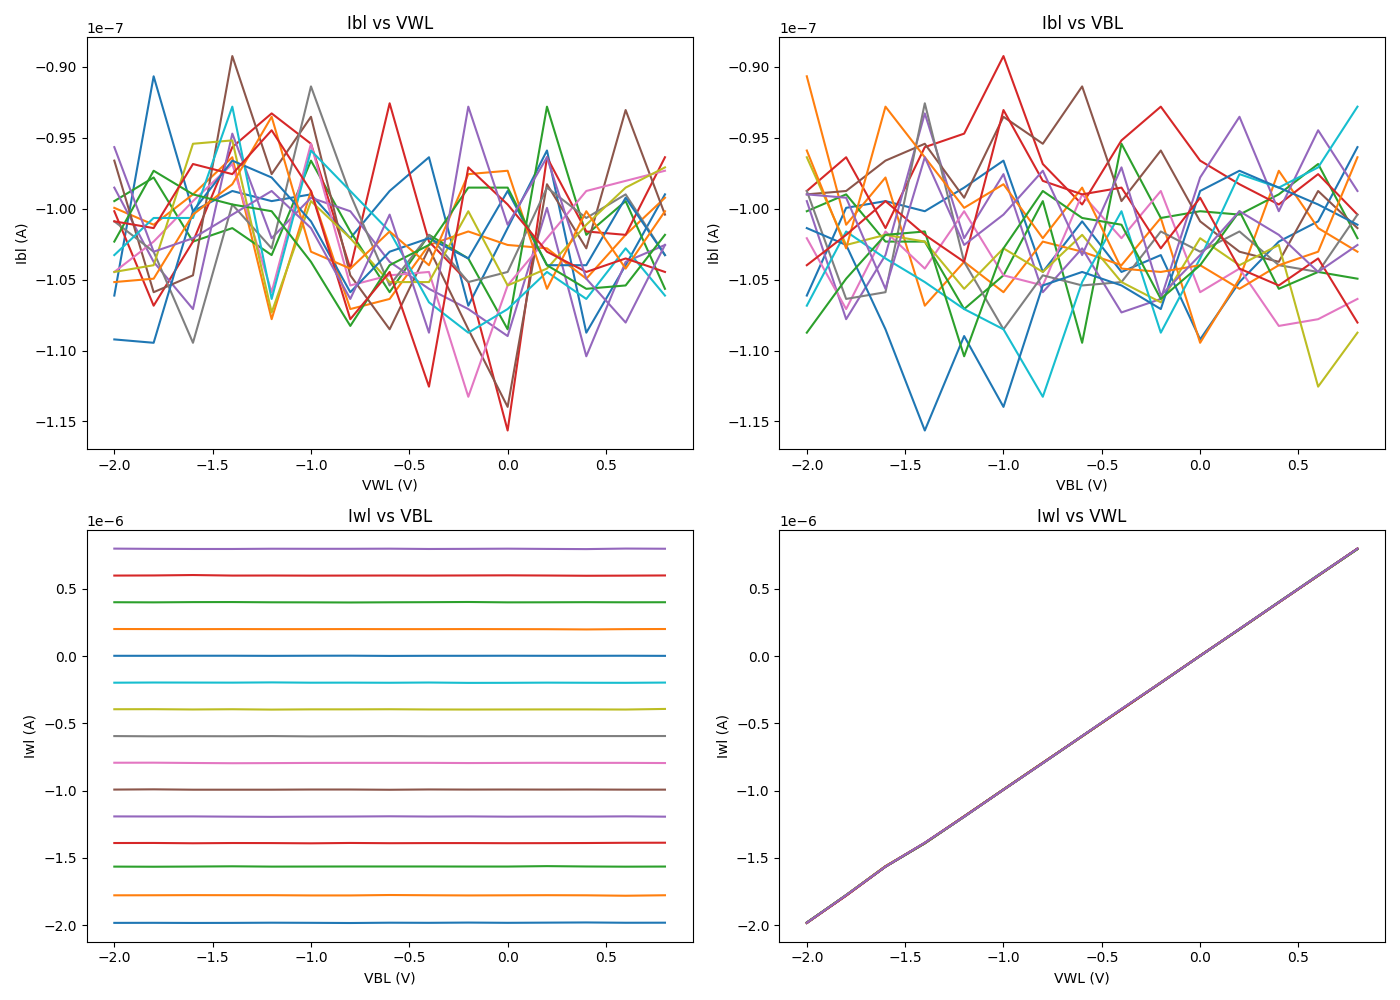 Ibl vs VWL
1e−7
−0.90
−0.95
−1.00
−1.05
−1.10
−1.15
Ibl (A)
−2.0 −1.5 −1.0 −0.5 0.0 0.5
VWL (V)
Ibl vs VBL
1e−7
−0.90
−0.95
−1.00
−1.05
−1.10
−1.15
Ibl (A)
−2.0 −1.5 −1.0 −0.5 0.0 0.5
VBL (V)
Iwl vs VBL
1e−6
0.5
0.0
−0.5
−1.0
−1.5
−2.0
Iwl (A)
−2.0 −1.5 −1.0 −0.5 0.0 0.5
VBL (V)
Iwl vs VWL
1e−6
0.5
0.0
−0.5
−1.0
−1.5
−2.0
Iwl (A)
−2.0 −1.5 −1.0 −0.5 0.0 0.5
VWL (V)